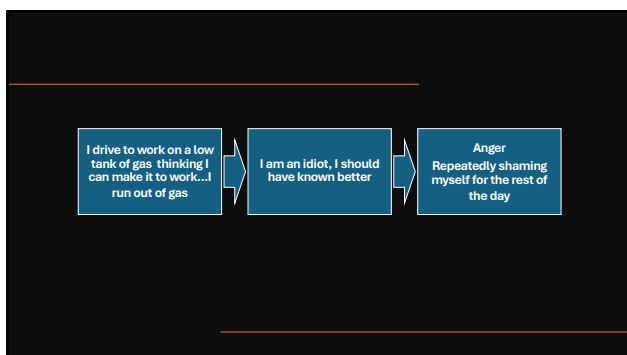 I drive to work on a low
tank of gas thinking I
can make it to work...I
run out of gas
I am an idiot, I should
have known better
Anger
Repeatedly shaming
myself for the rest of
the day